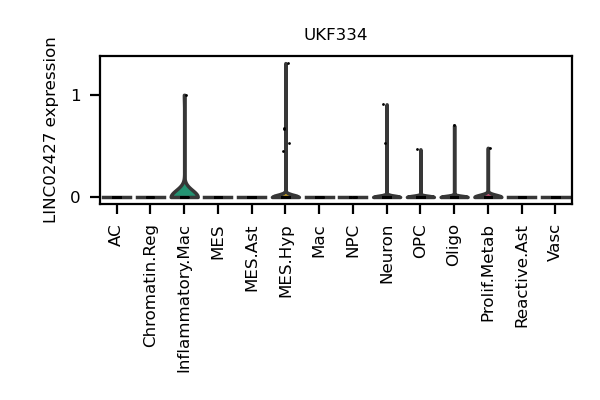 UKF334
LINC02427 expression
1
0
AC
Chromatin.Reg
Inflammatory.Mac
MES
MES.Ast
MES.Hyp
Mac
NPC
Neuron
OPC
Oligo
Prolif.Metab
Reactive.Ast
Vasc